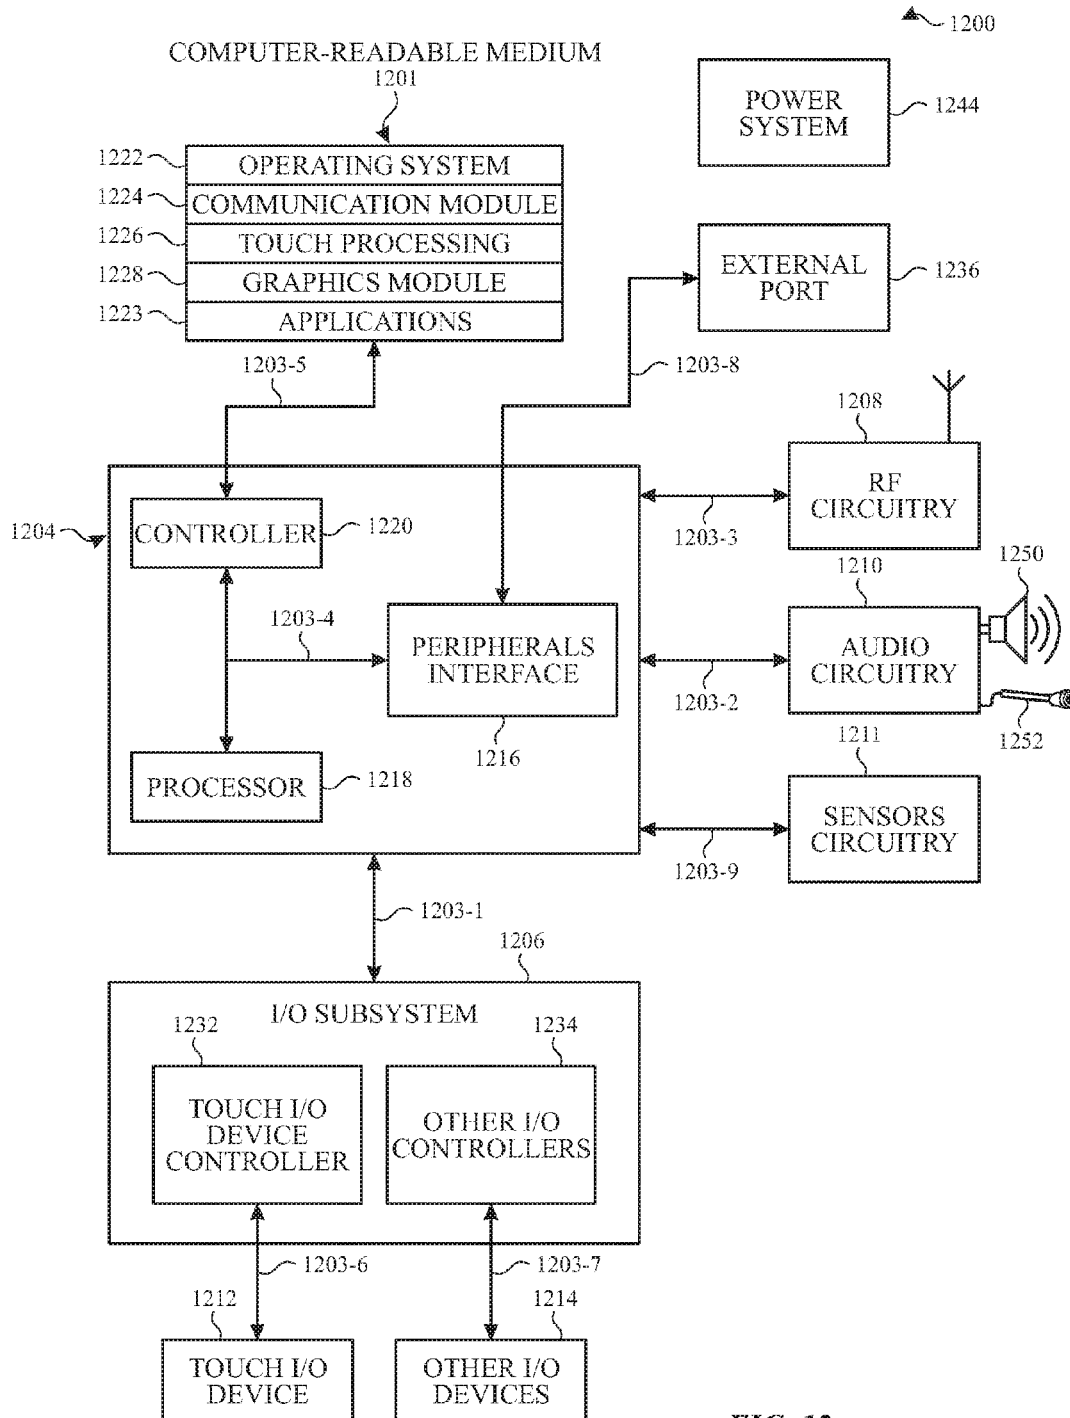 1200
COMPUTER-READABLE MEDIUM
1201
POWER
SYSTEM
1244
1222
OPERATING SYSTEM
1224
COMMUNICATION MODULE
1226
TOUCH PROCESSING
1228
GRAPHICS MODULE
1223
APPLICATIONS
EXTERNAL
PORT
1236
1203-5
1203-8
1208
RF
CIRCUITRY
1204
CONTROLLER
1220
1203-3
1210
1250
1203-4
PERIPHERALS
INTERFACE
AUDIO
CIRCUITRY
1203-2
1252
1216
1211
PROCESSOR
1218
SENSORS
CIRCUITRY
1203-9
1203-1
1206
I/O SUBSYSTEM
1232
1234
TOUCH I/O
DEVICE
CONTROLLER
OTHER I/O
CONTROLLERS
1203-6
1203-7
1212
1214
TOUCH I/O
DEVICE
OTHER I/O
DEVICES